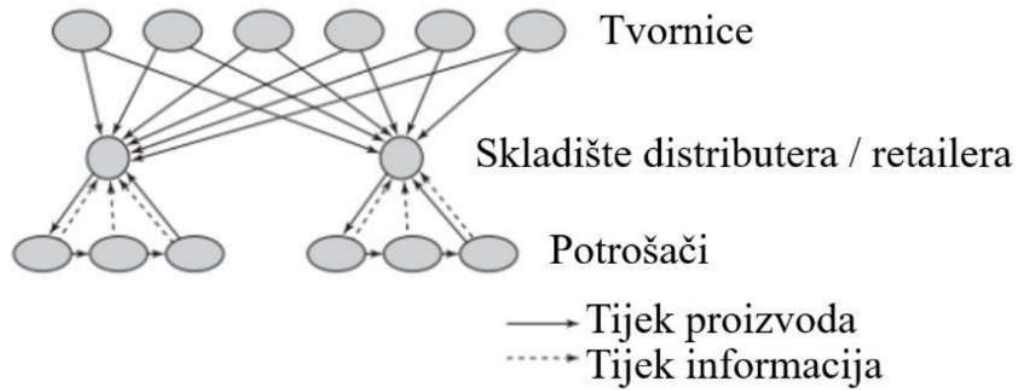 Tvornice
Skladište distributera / retailera
Potrošači
Tijek proizvoda
Tijek informacija